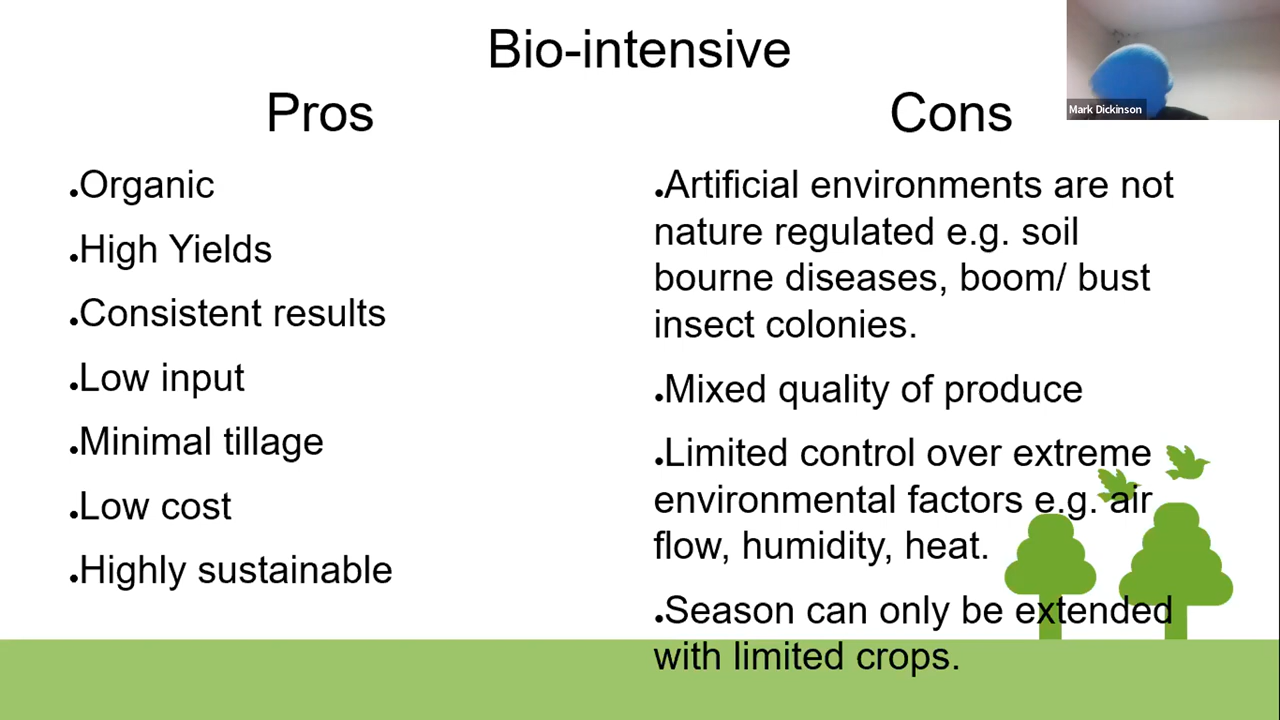 Bio-intensive
Pros
•Organic
•High Yields
•Consistent results
•Low input
•Minimal tillage
•Low cost
•Highly sustainable
Cons
•Artificial environments are not
nature regulated e.g. soil
bourne diseases, boom/ bust
insect colonies.
•Mixed quality of produce
•Limited control over extreme
environmental factors e.g. air
flow, humidity, heat.
•Season can only be extended
with limited crops.
Mark Dickinson